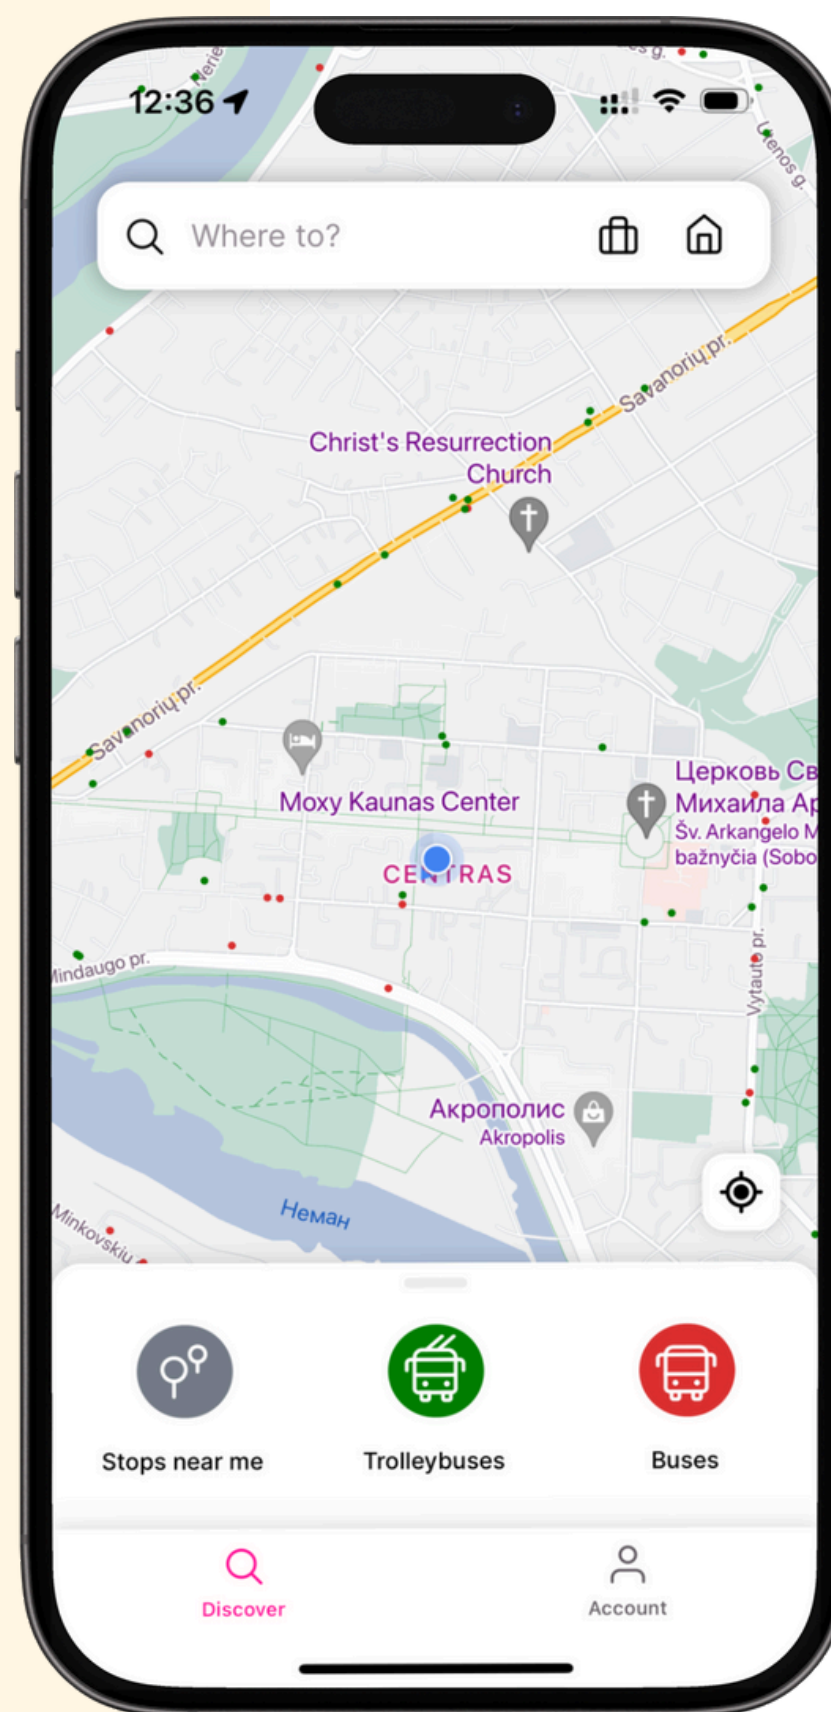 12:36
Utenos g.
Where to?
Savanorių pr.
Christ's Resurrection
Church
Savanorių pr.
Moxy Kaunas Center
Церковь Св
Михаила Ар
Šv. Arkangelo M
bažnyčia (Sobo
CENTRAS
Mindaugo pr.
Vytauto pr.
Акрополис
Akropolis
Неман
Minkovskių
Stops near me
Trolleybuses
Buses
Discover
Account